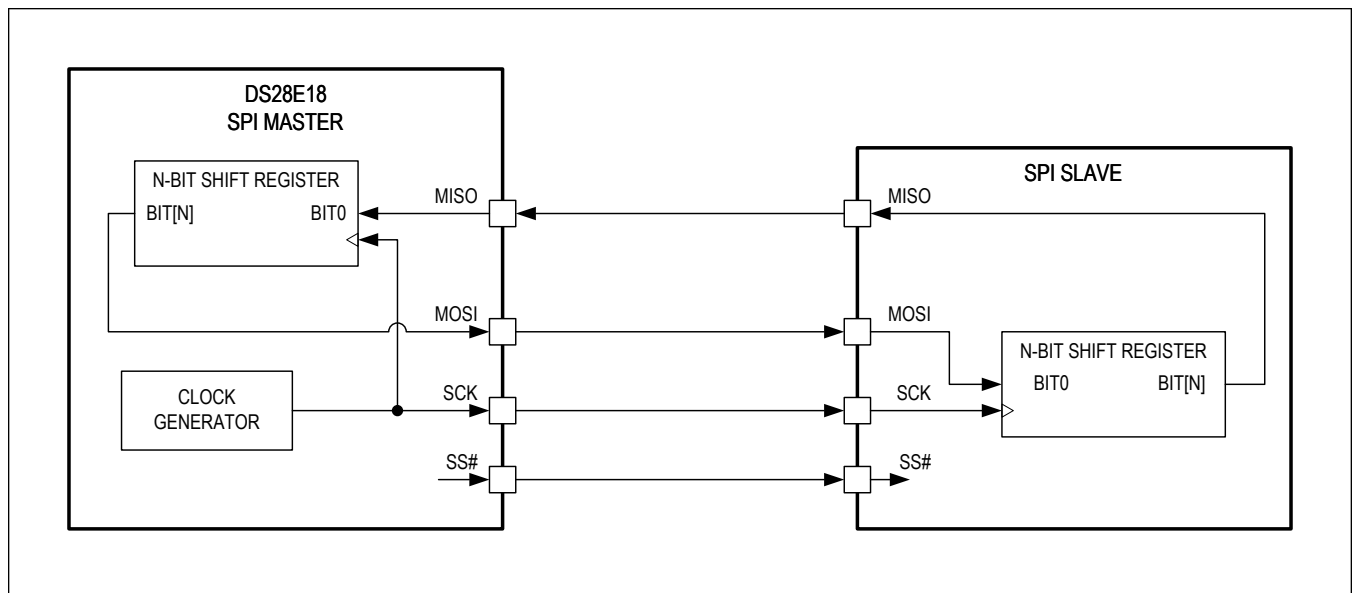 DS28E18
SPI MASTER
N-BIT SHIFT REGISTER
BIT[N] BIT0
MISO
MOSI
CLOCK
GENERATOR
SCK
SS#
SPI SLAVE
MISO
MOSI
N-BIT SHIFT REGISTER
BIT0 BIT[N]
SCK
SS#